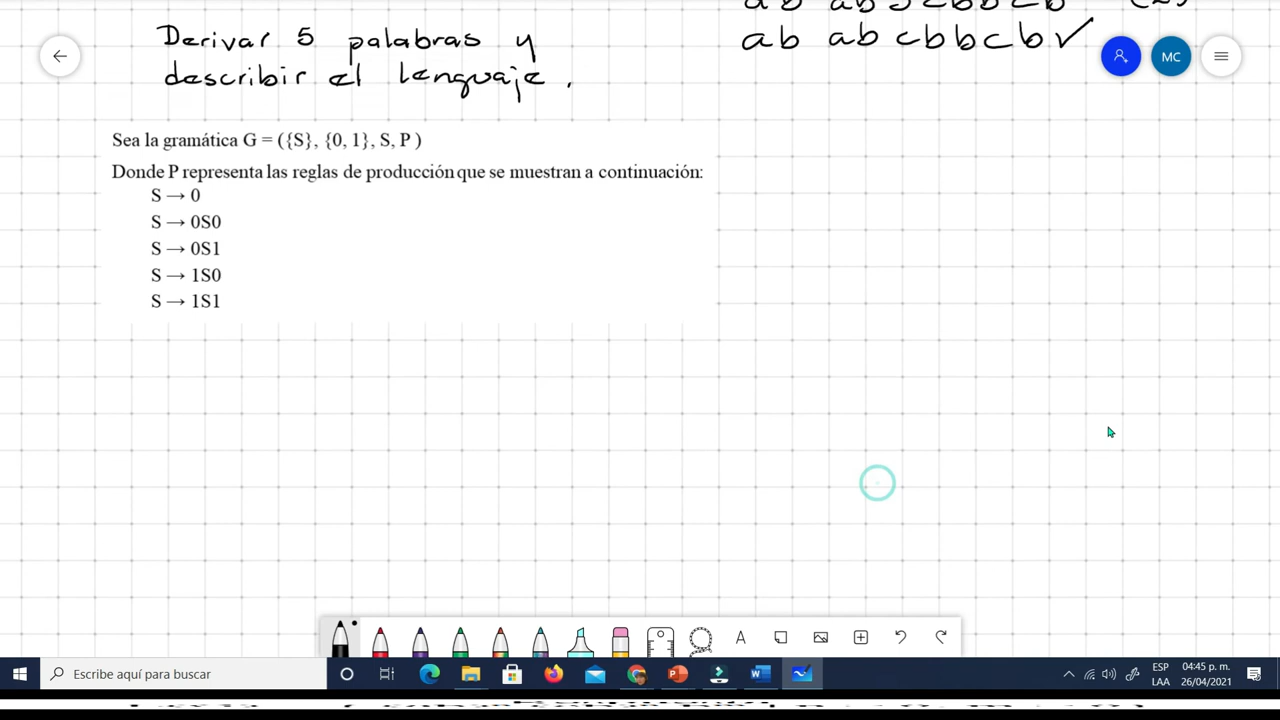 ab ab cbbcb✓
Derivar 5 palabras y
describir el lenguaje.
MC
Sea la gramática G = ({S}, {0, 1}, S, P )
Donde P representa las reglas de producción que se muestran a continuación:
S → 0
S → 0S0
S → 0S1
S → 1S0
S → 1S1
A
Escribe aquí para buscar
ESP
LAA
04:45 p. m.
26/04/2021